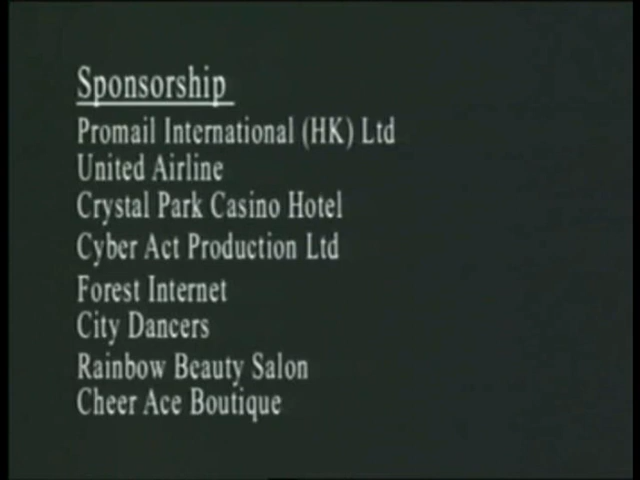 Sponsorship
Promail International (HK) Ltd
United Airline
Crystal Park Casino Hotel
Cyber Act Production Ltd
Forest Internet
City Dancers
Rainbow Beauty Salon
Cheer Ace Boutique